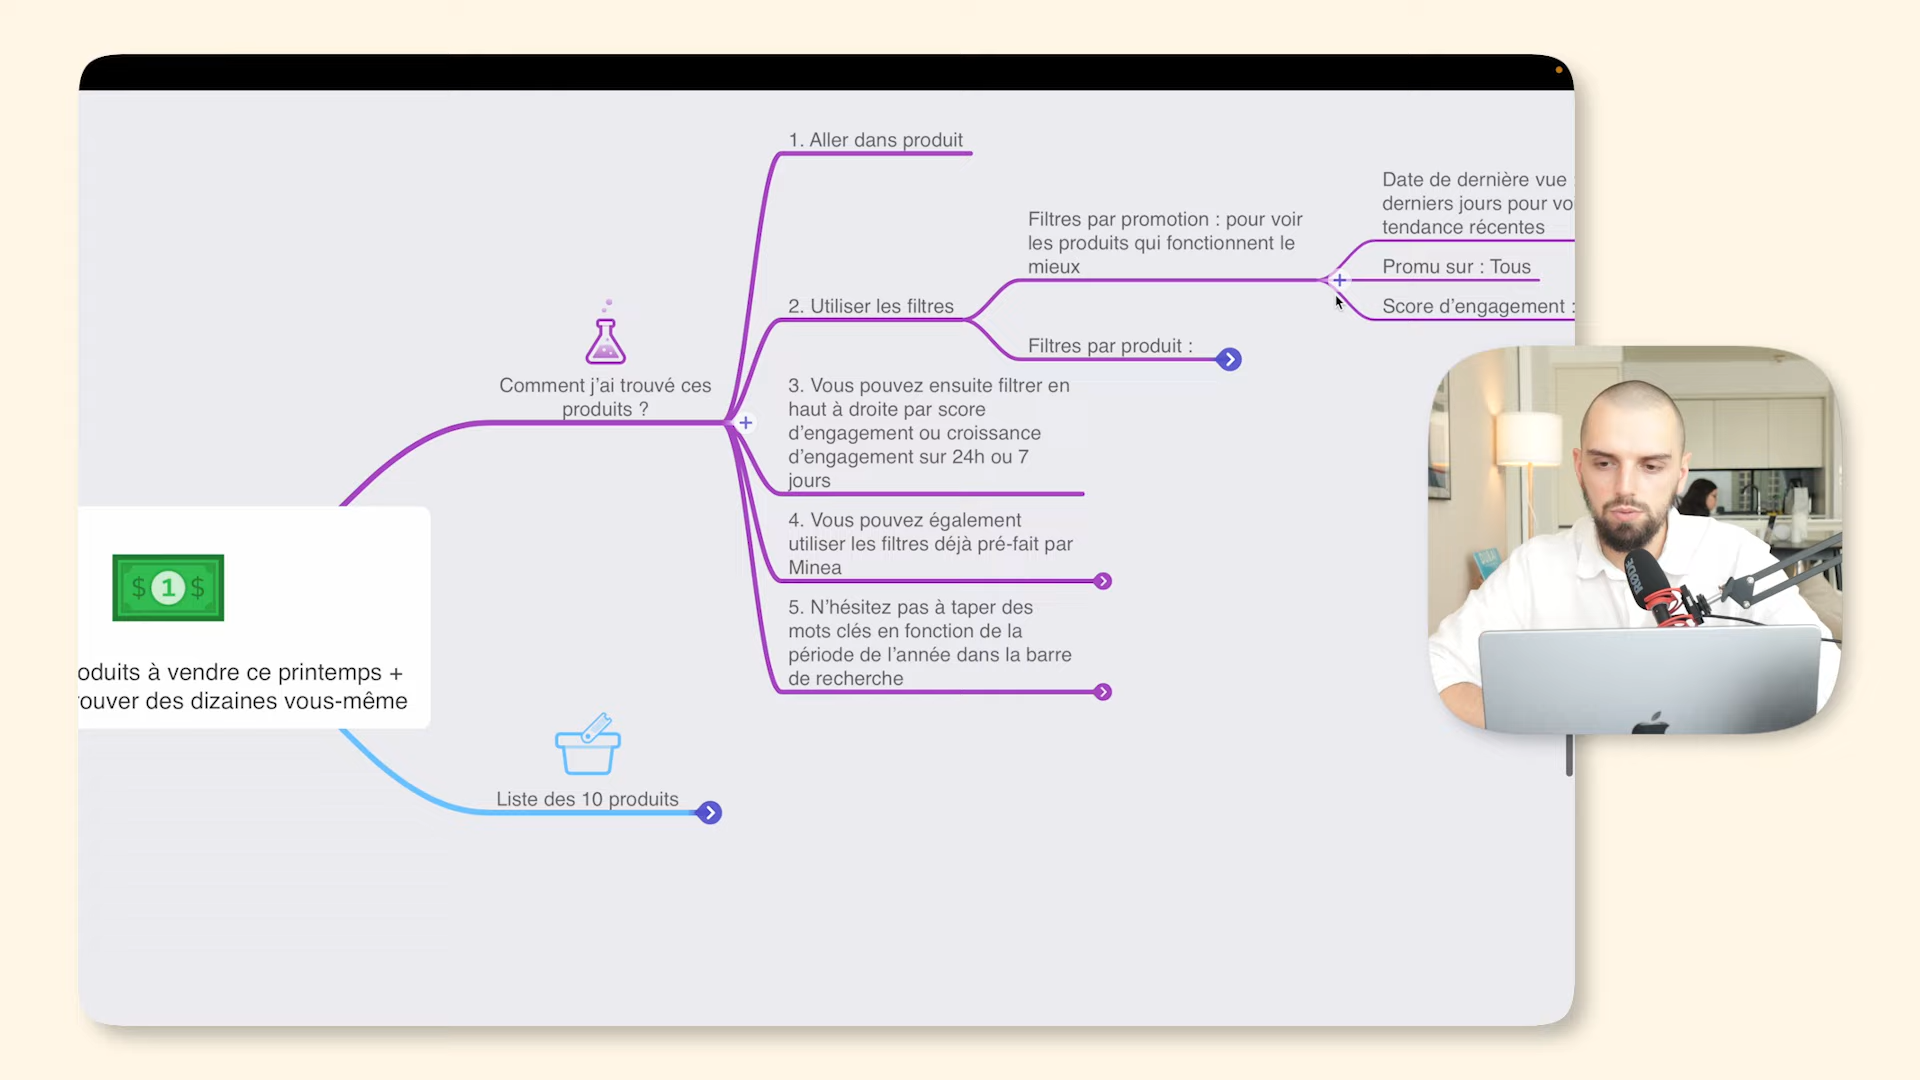 1. Aller dans produit
Date de dernière vue
derniers jours pour vo
tendance récentes
Filtres par promotion : pour voir
les produits qui fonctionnent le
mieux
Promu sur : Tous
2. Utiliser les filtres
Score d’engagement :
Filtres par produit :
Comment j’ai trouvé ces
produits ?
3. Vous pouvez ensuite filtrer en
haut à droite par score
d’engagement ou croissance
d’engagement sur 24h ou 7
jours
4. Vous pouvez également
utiliser les filtres déjà pré-fait par
Minea
5. N’hésitez pas à taper des
mots clés en fonction de la
période de l’année dans la barre
de recherche
$ 1 $
oduits à vendre ce printemps +
rouver des dizaines vous-même
Liste des 10 produits
RØDE